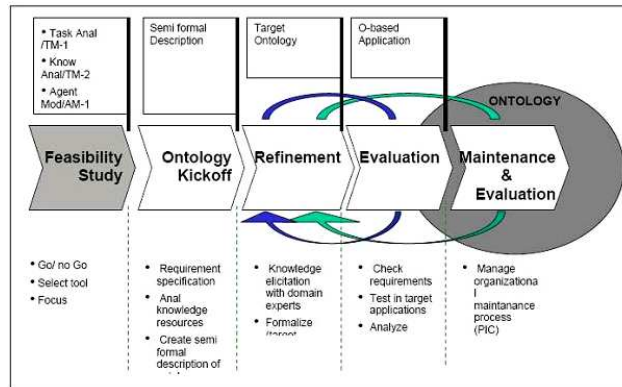 • Task Anal
/TM-1
• Know
Anal/TM-2
• Agent
Mod/AM-1
Semi formal
Description
Target
Ontology
O-based
Application
ONTOLOGY
Feasibility
Study
Ontology
Kickoff
Refinement
Evaluation
Maintenance
&
Evaluation
• Go/ no Go
• Select tool
• Focus
• Requirement
specification
• Anal
knowledge
resources
• Create semi
formal
description of
• Knowledge
elicitation
with domain
experts
• Formalize
• Check
requirements
• Test in target
applications
• Analyze
• Manage
organizationa
l
maintanance
process
(PIC)